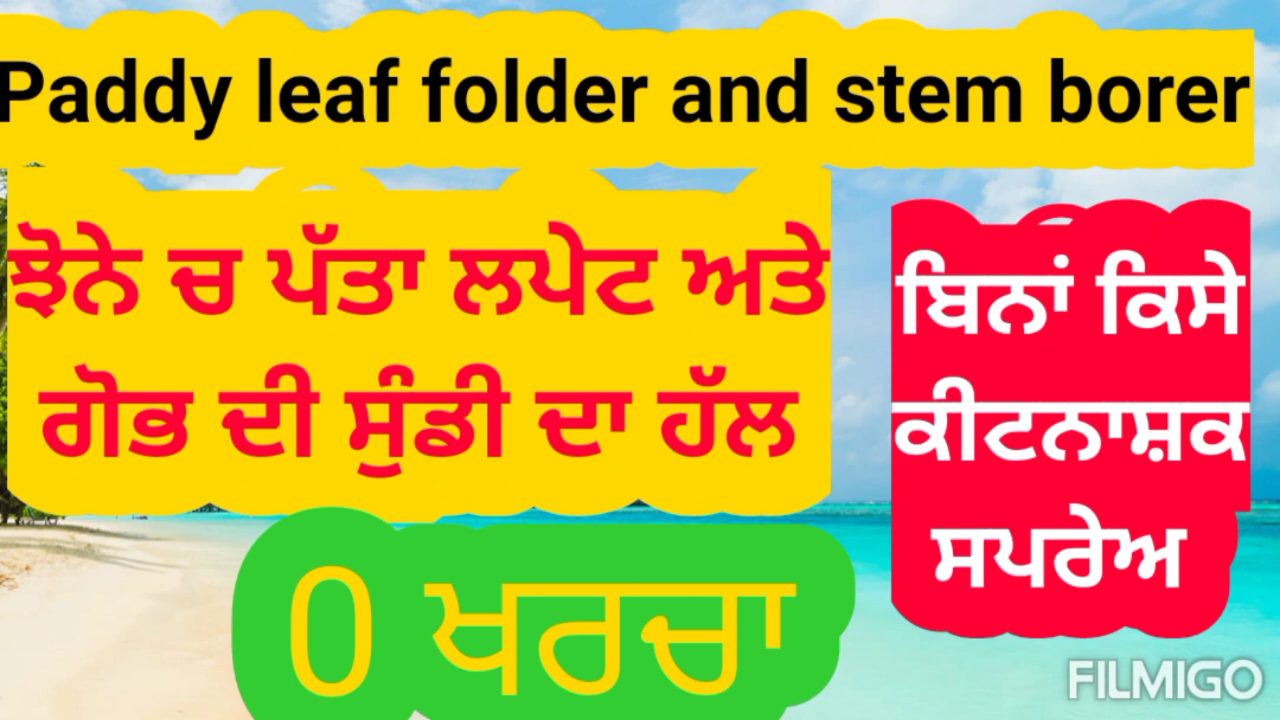 Paddy leaf folder and stem borer
ਝੋਨੇ ਚ ਪੱਤਾ ਲਪੇਟ ਅਤੇ
ਗੋਭ ਦੀ ਸੁੰਡੀ ਦਾ ਹੱਲ
0 ਖਰਚਾ
ਬਿਨਾਂ ਕਿਸੇ
ਕੀਟਨਾਸ਼ਕ
ਸਪਰੇਅ
FILMIGO